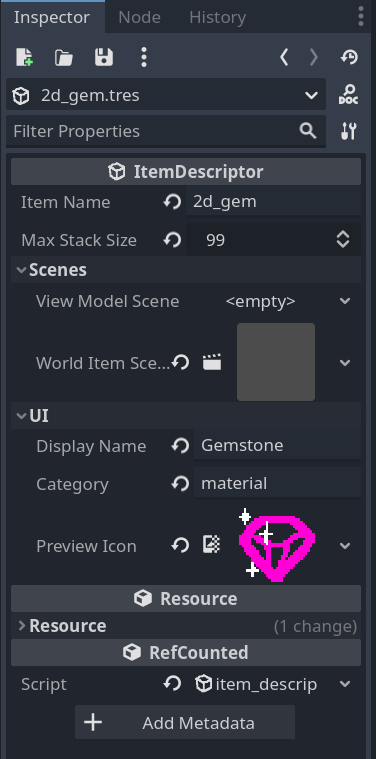 Inspector Node History
2d_gem.tres
DOC
Filter Properties
ItemDescriptor
Item Name 2d_gem
Max Stack Size 99
Scenes
View Model Scene <empty>
World Item Sce...
UI
Display Name Gemstone
Category material
Preview Icon
Resource
Resource (1 change)
RefCounted
Script item_descrip
Add Metadata